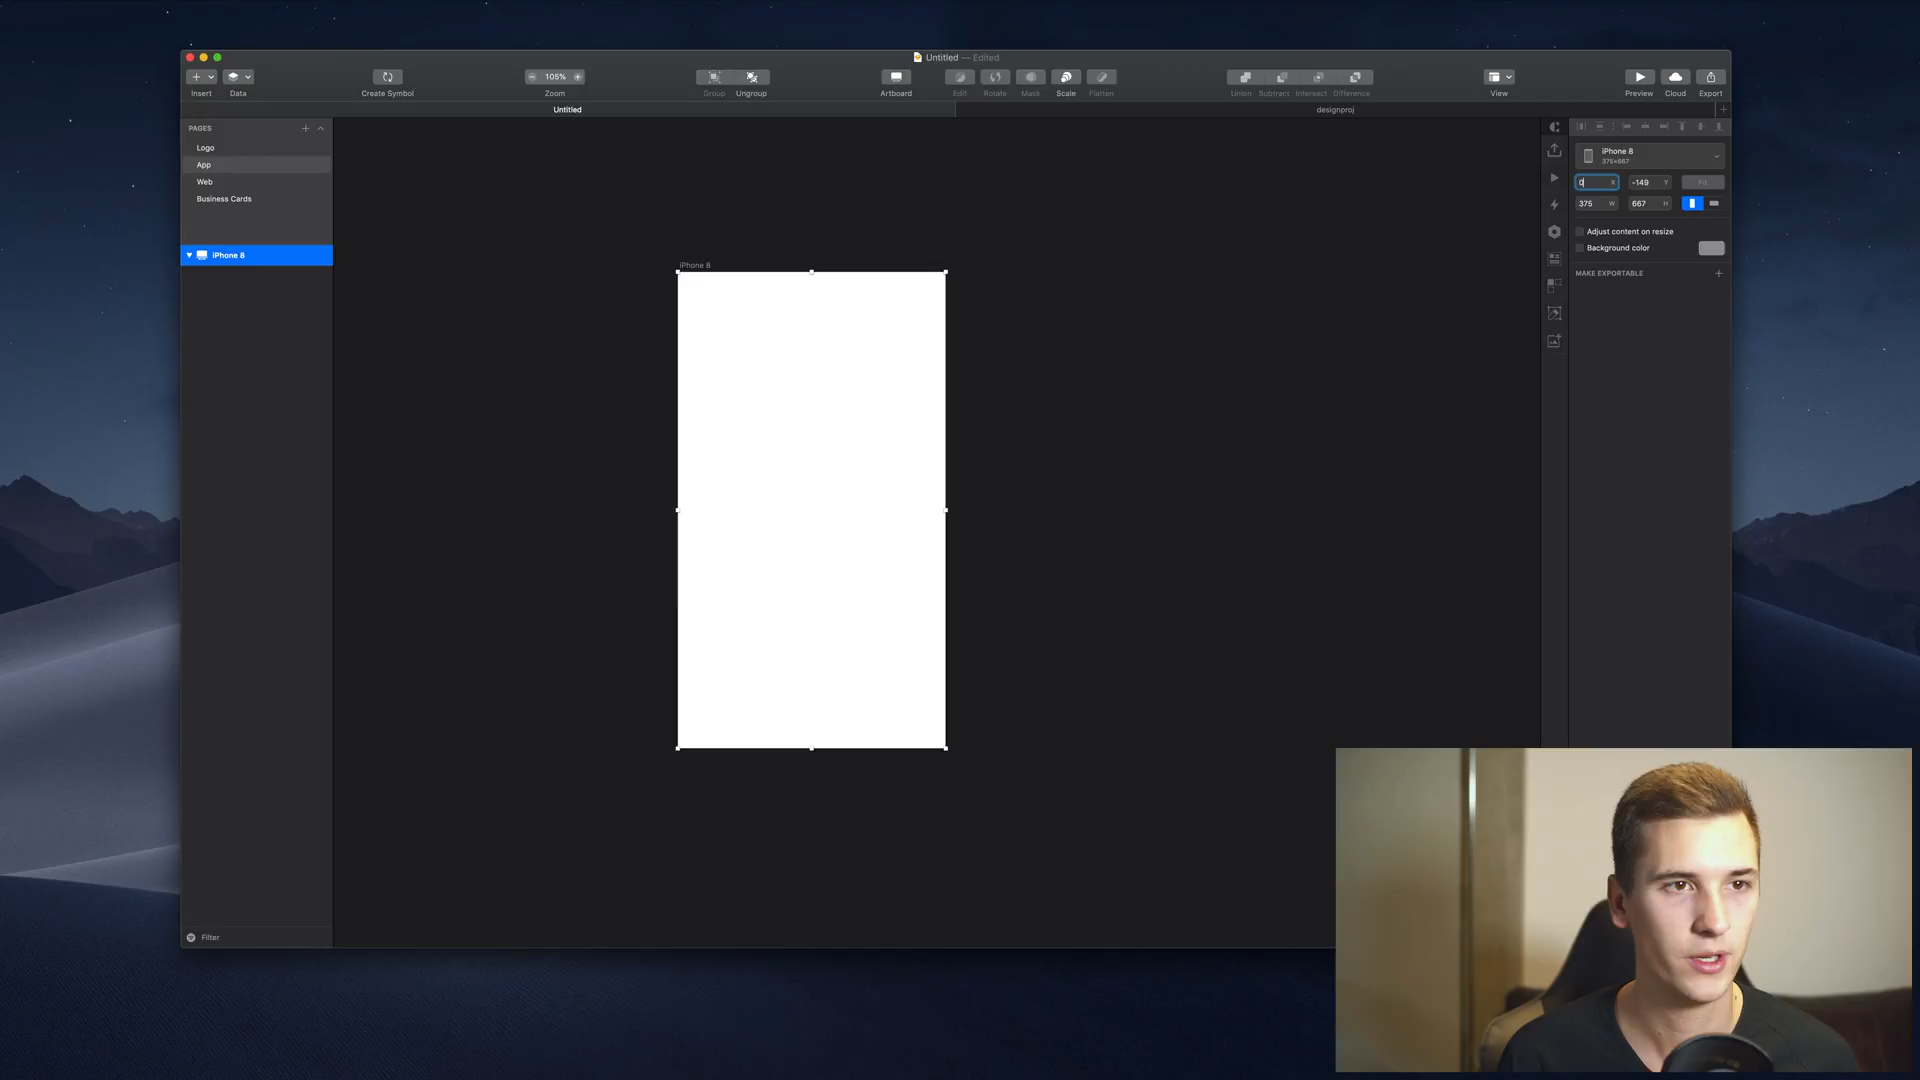 Untitled — Edited
105%
Insert
Data
Create Symbol
Zoom
Group
Ungroup
Artboard
Edit
Rotate
Mask
Scale
Flatten
Union
Subtract
Intersect
Difference
View
Preview
Cloud
Export
Untitled
designproj
PAGES
Logo
App
Web
Business Cards
iPhone 8
iPhone 8
iPhone 8
375×667
0 X
-149 Y
Fit
375 W
667 H
Adjust content on resize
Background color
MAKE EXPORTABLE
Filter